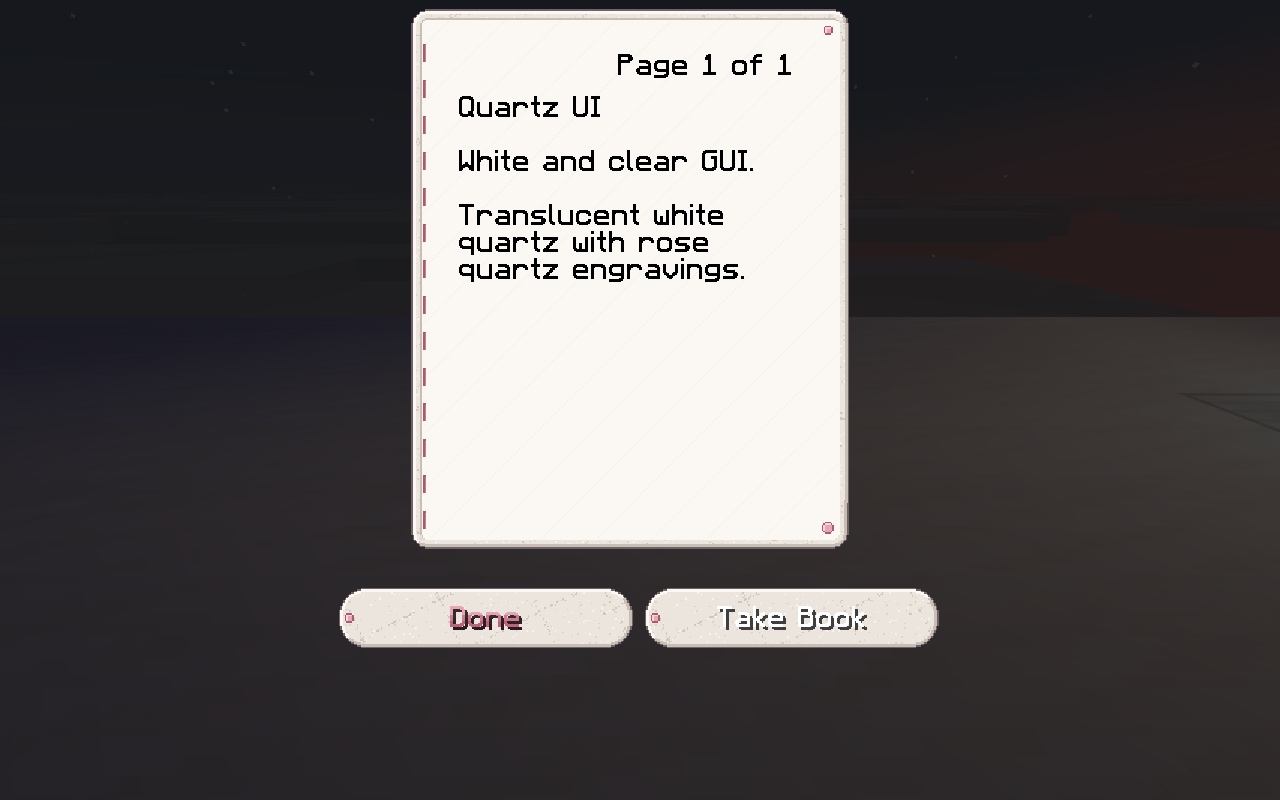 Page 1 of 1
Quartz UI
White and clear GUI.
Translucent white
quartz with rose
quartz engravings.
Done
Take Book